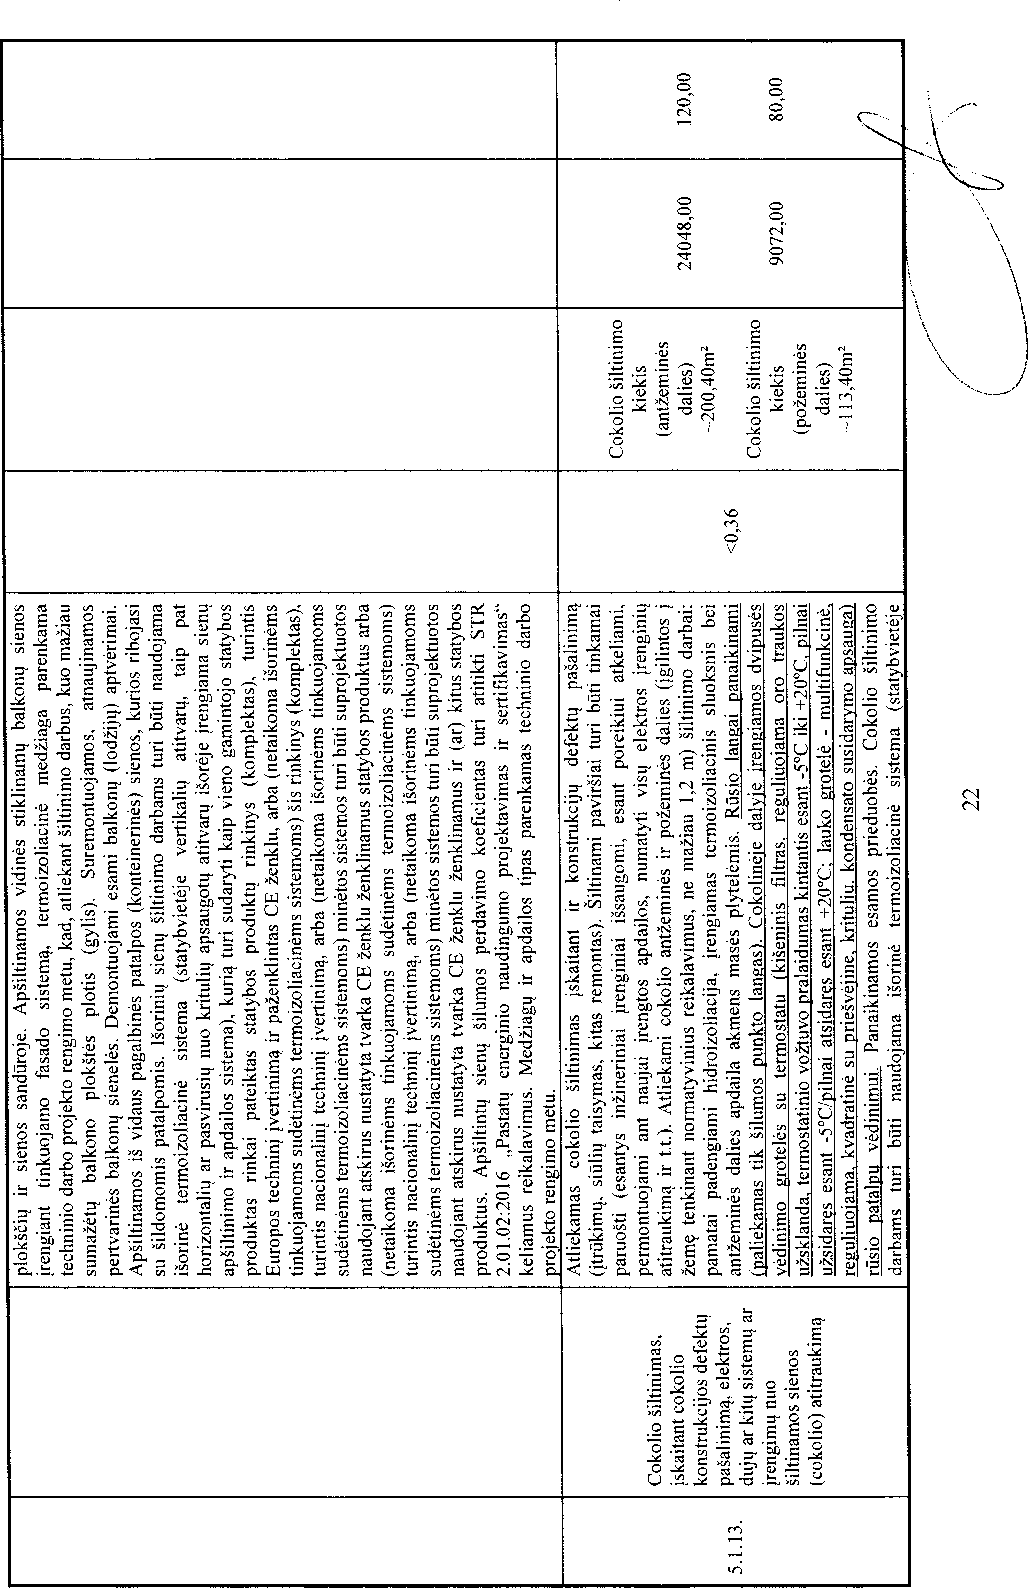 plokščių ir sienos sandūroje. Apšiltinamos vidinės stiklinamų balkonų sienos
įrengiant tinkuojamo fasado sistemą, termoizoliacinė medžiaga parenkama
techninio darbo projekto rengimo metu, kad, atliekant šiltinimo darbus, kuo mažiau
sumažėtų balkono plokštės plotis (gylis). Suremontuojamos, atnaujinamos
pertvarinės balkonų sienelės. Demontuojami esami balkonų (lodžijų) aptvėrimai.
Apšiltinamos iš vidaus pagalbinės patalpos (konteinerinės) sienos, kurios ribojasi
su šildomomis patalpomis. Išorinių sienų šiltinimo darbams turi būti naudojama
išorinė termoizoliacinė sistema (statybvietėje vertikalių atitvarų, taip pat
horizontalių ar pasvirusių nuo kritulių apsaugotų atitvarų išorėje įrengiama sienų
apšiltinimo ir apdailos sistema), kurią turi sudaryti kaip vieno gamintojo statybos
produktas rinkai pateiktas statybos produktų rinkinys (komplektas), turintis
Europos techninį įvertinimą ir paženklintas CE ženklu, arba (netaikoma išorinėms
tinkuojamoms sudėtinėms termoizoliacinėms sistemoms) šis rinkinys (komplektas),
turintis nacionalinį techninį įvertinimą, arba (netaikoma išorinėms tinkuojamoms
sudėtinėms termoizoliacinėms sistemoms) minėtos sistemos turi būti suprojektuotos
naudojant atskirus nustatyta tvarka CE ženklu ženklinamus statybos produktus arba
(netaikoma išorinėms tinkuojamoms sudėtinėms termoizoliacinėms sistemoms)
turintis nacionalinį techninį įvertinimą, arba (netaikoma išorinėms tinkuojamoms
sudėtinėms termoizoliacinėms sistemoms) minėtos sistemos turi būti suprojektuotos
naudojant atskirus nustatyta tvarka CE ženklu ženklinamus ir (ar) kitus statybos
produktus. Apšiltintų sienų šilumos perdavimo koeficientas turi atitikti STR
2.01.02:2016 „Pastatų energinio naudingumo projektavimas ir sertifikavimas“
keliamus reikalavimus. Medžiagų ir apdailos tipas parenkamas techninio darbo
projekto rengimo metu.
5.1.13.
Cokolio šiltinimas,
įskaitant cokolio
konstrukcijos defektų
pašalinimą, elektros,
dujų ar kitų sistemų ar
įrengimų nuo
šiltinamos sienos
(cokolio) atitraukimą
Atliekamas cokolio šiltinimas įskaitant ir konstrukcijų defektų pašalinimą
(įtrūkimų, siūlių taisymas, kitas remontas). Šiltinami paviršiai turi būti tinkamai
paruošti (esantys inžineriniai įrenginiai išsaugomi, esant poreikiui atkeliami,
permontuojami ant naujai įrengtos apdailos, numatyti visų elektros įrenginių
atitraukimą ir t.t.). Atliekami cokolio antžeminės ir požeminės dalies (įgilintos į
žemę tenkinant normatyvinius reikalavimus, ne mažiau 1,2 m) šiltinimo darbai:
pamatai padengiami hidroizoliacija, įrengiamas termoizoliacinis sluoksnis bei
antžeminės dalies apdaila akmens masės plytelėmis. Rūsio langai panaikinami
(paliekamas tik šilumos punkto langas). Cokolinėje dalyje įrengiamos dvipusės
vėdinimo grotelės su termostatu (kišeninis filtras, reguliuojama oro traukos
užsklanda, termostatinio vožtuvo pralaidumas kintantis esant -5°C iki +20°C, pilnai
užsidaręs esant -5°C/pilnai atsidaręs esant +20°C; lauko grotelė - multifunkcinė,
reguliuojama, kvadratinė su priešvėjine, kritulių, kondensato susidarymo apsauga)
rūsio patalpų vėdinimui. Panaikinamos esamos prieduobės. Cokolio šiltinimo
darbams turi būti naudojama išorinė termoizoliacinė sistema (statybvietėje
<0,36
Cokolio šiltinimo
kiekis
(antžeminės
dalies)
~200,40m²
Cokolio šiltinimo
kiekis
(požeminės
dalies)
~113,40m²
24048,00
9072,00
120,00
80,00
22